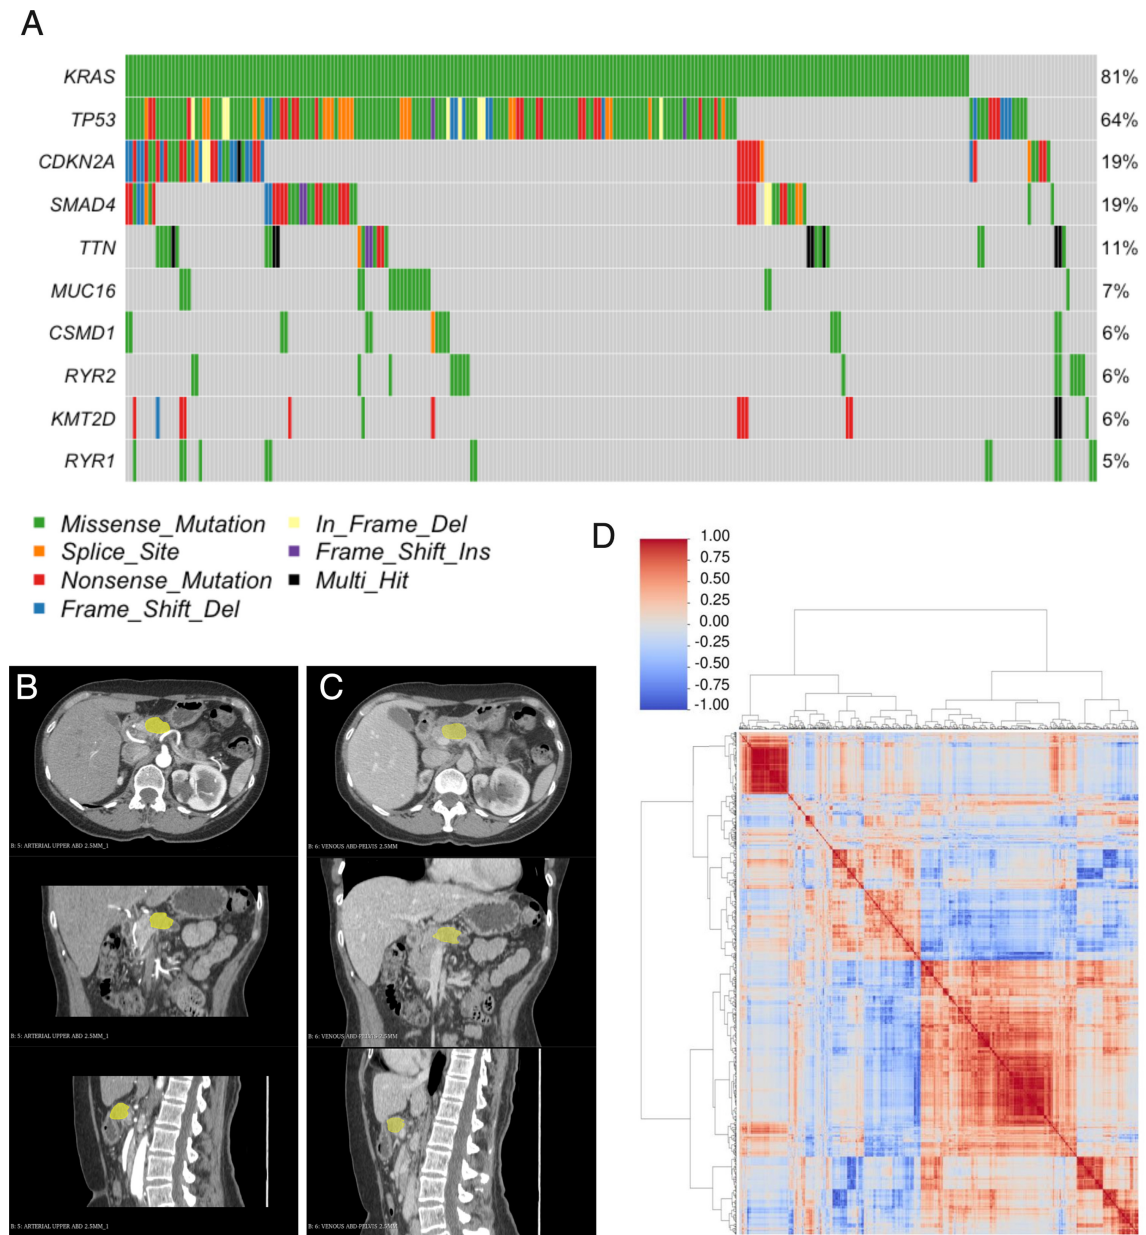 A
KRAS 81%
TP53 64%
CDKN2A 19%
SMAD4 19%
TTN 11%
MUC16 7%
CSMD1 6%
RYR2 6%
KMT2D 6%
RYR1 5%
Missense_Mutation In_Frame_Del
Splice_Site Frame_Shift_Ins
Nonsense_Mutation Multi_Hit
Frame_Shift_Del
D
1.00
0.75
0.50
0.25
0.00
-0.25
-0.50
-0.75
-1.00
B
B: 5: ARTERIAL UPPER ABD 2.5MM_1
B: 5: ARTERIAL UPPER ABD 2.5MM_1
B: 5: ARTERIAL UPPER ABD 2.5MM_1
C
B: 6: VENOUS ABD-PELVIS 2.5MM
B: 6: VENOUS ABD-PELVIS 2.5MM
B: 6: VENOUS ABD-PELVIS 2.5MM